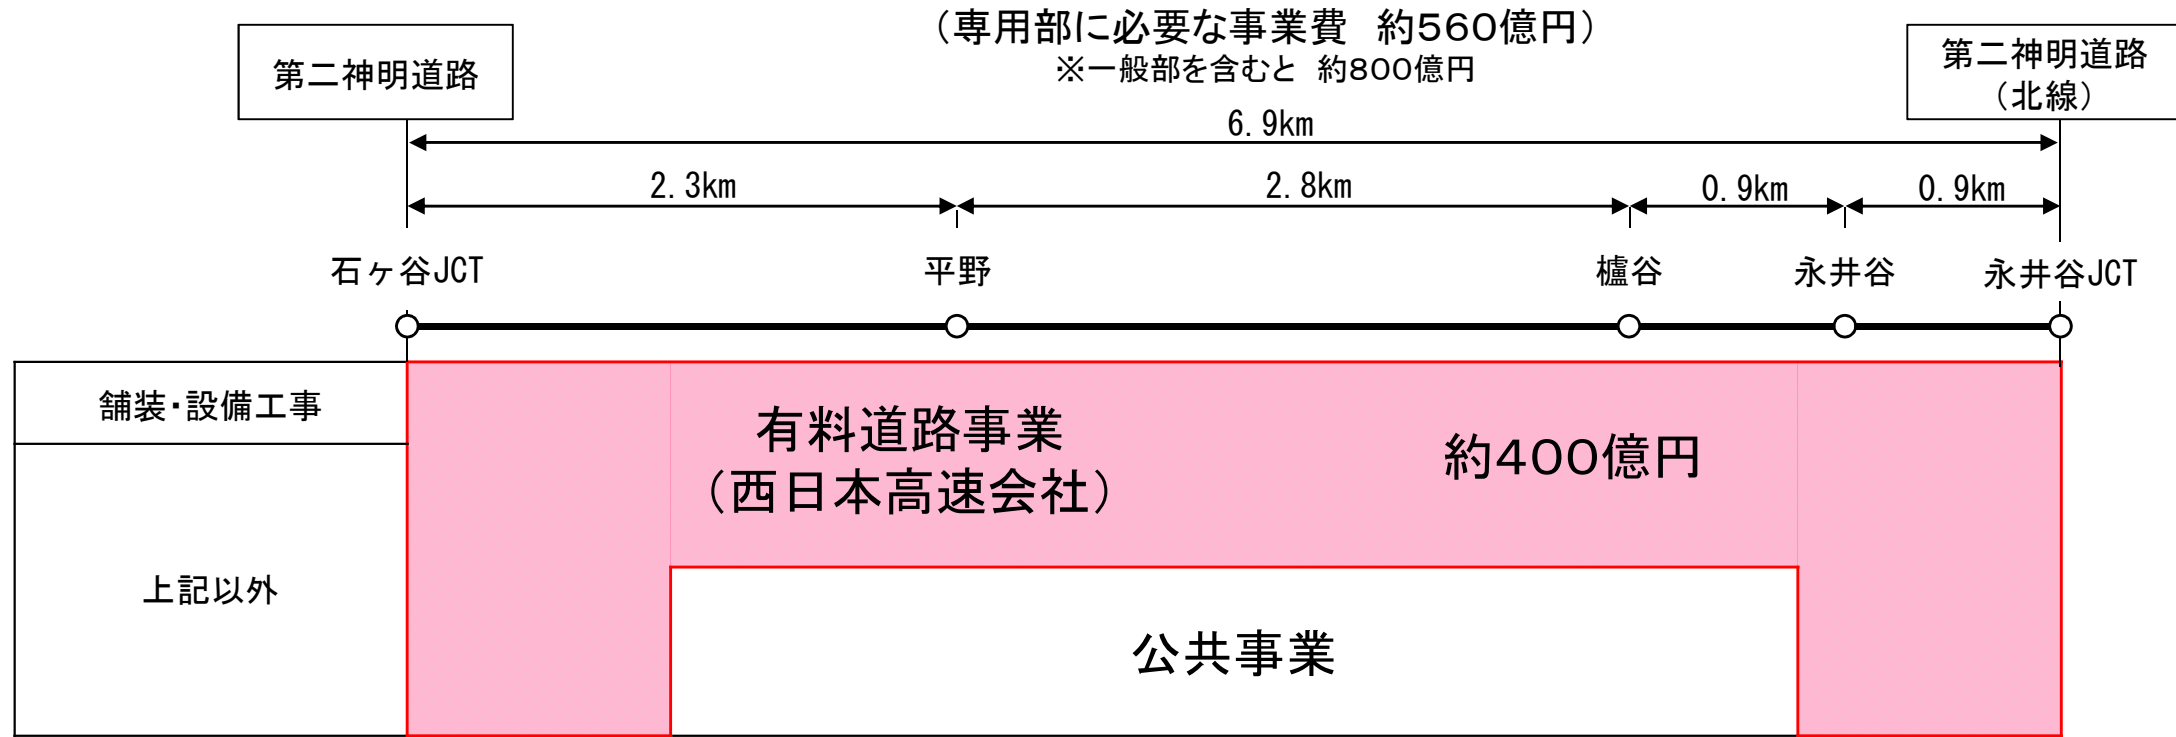 （専用部に必要な事業費　約560億円）
※一般部を含むと　約800億円
第二神明道路
第二神明道路
（北線）
6.9km
2.3km
2.8km
0.9km
0.9km
石ヶ谷JCT
平野
櫨谷
永井谷
永井谷JCT
舗装・設備工事
有料道路事業
（西日本高速会社）
約400億円
上記以外
公共事業